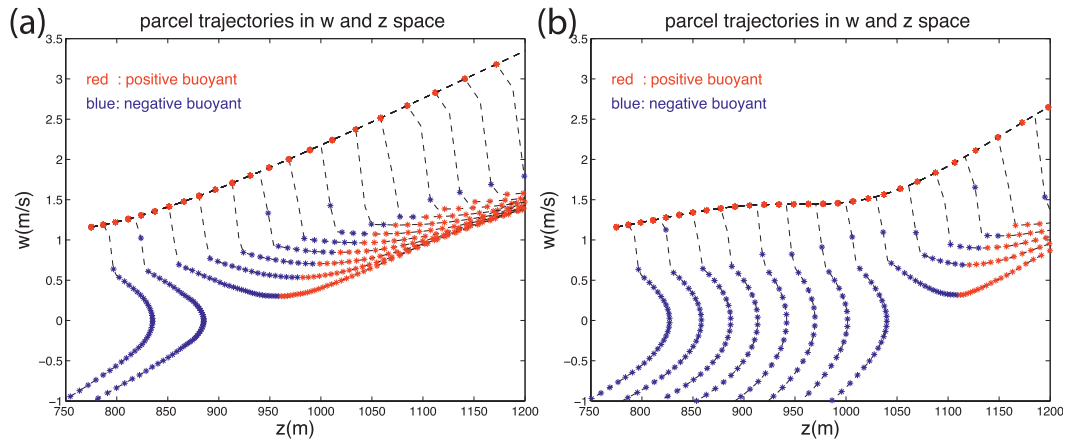 (a)
parcel trajectories in w and z space
3.5
3
2.5
2
1.5
1
0.5
0
−0.5
−1
w(m/s)
red : positive buoyant
blue: negative buoyant
750 800 850 900 950 1000 1050 1100 1150 1200
z(m)
(b)
parcel trajectories in w and z space
3.5
3
2.5
2
1.5
1
0.5
0
−0.5
−1
w(m/s)
red : positive buoyant
blue: negative buoyant
750 800 850 900 950 1000 1050 1100 1150 1200
z(m)